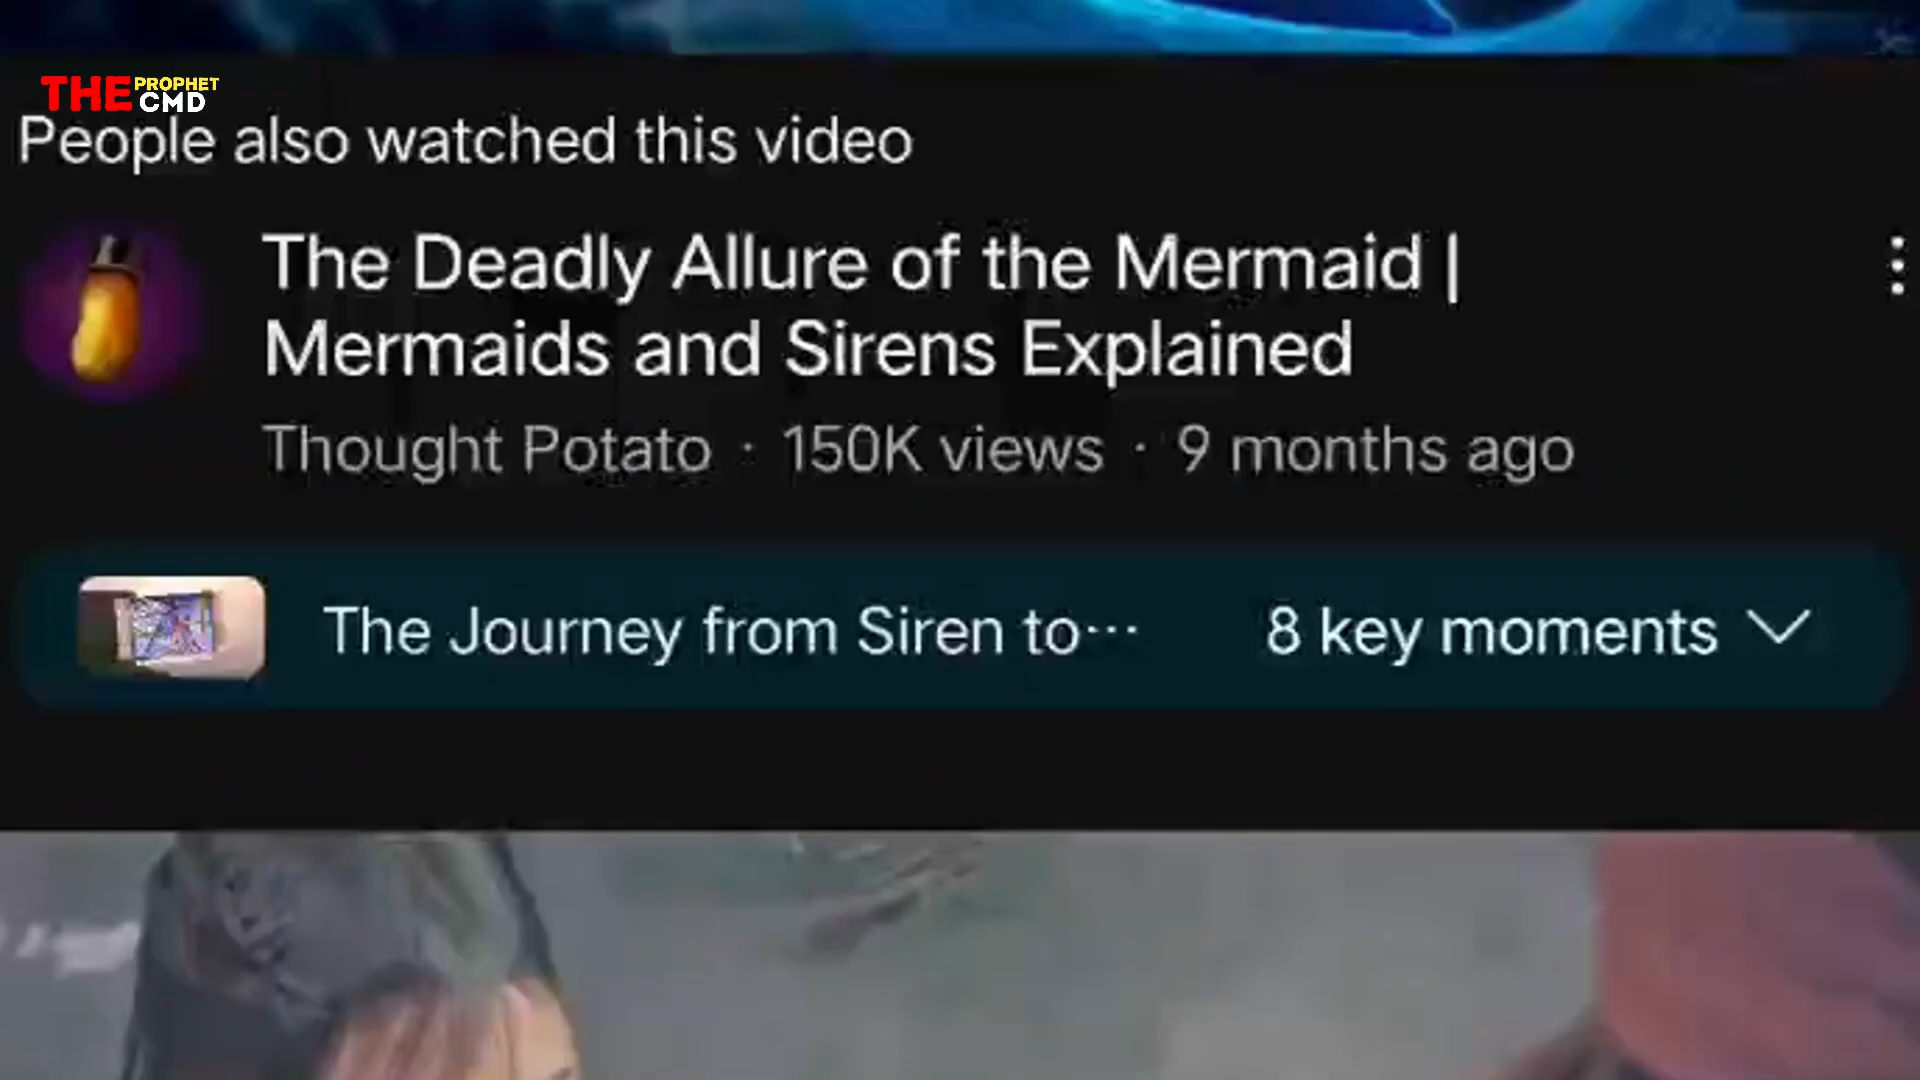 THE PROPHET CMD
People also watched this video
The Deadly Allure of the Mermaid |
Mermaids and Sirens Explained
Thought Potato · 150K views · 9 months ago
The Journey from Siren to··· 8 key moments